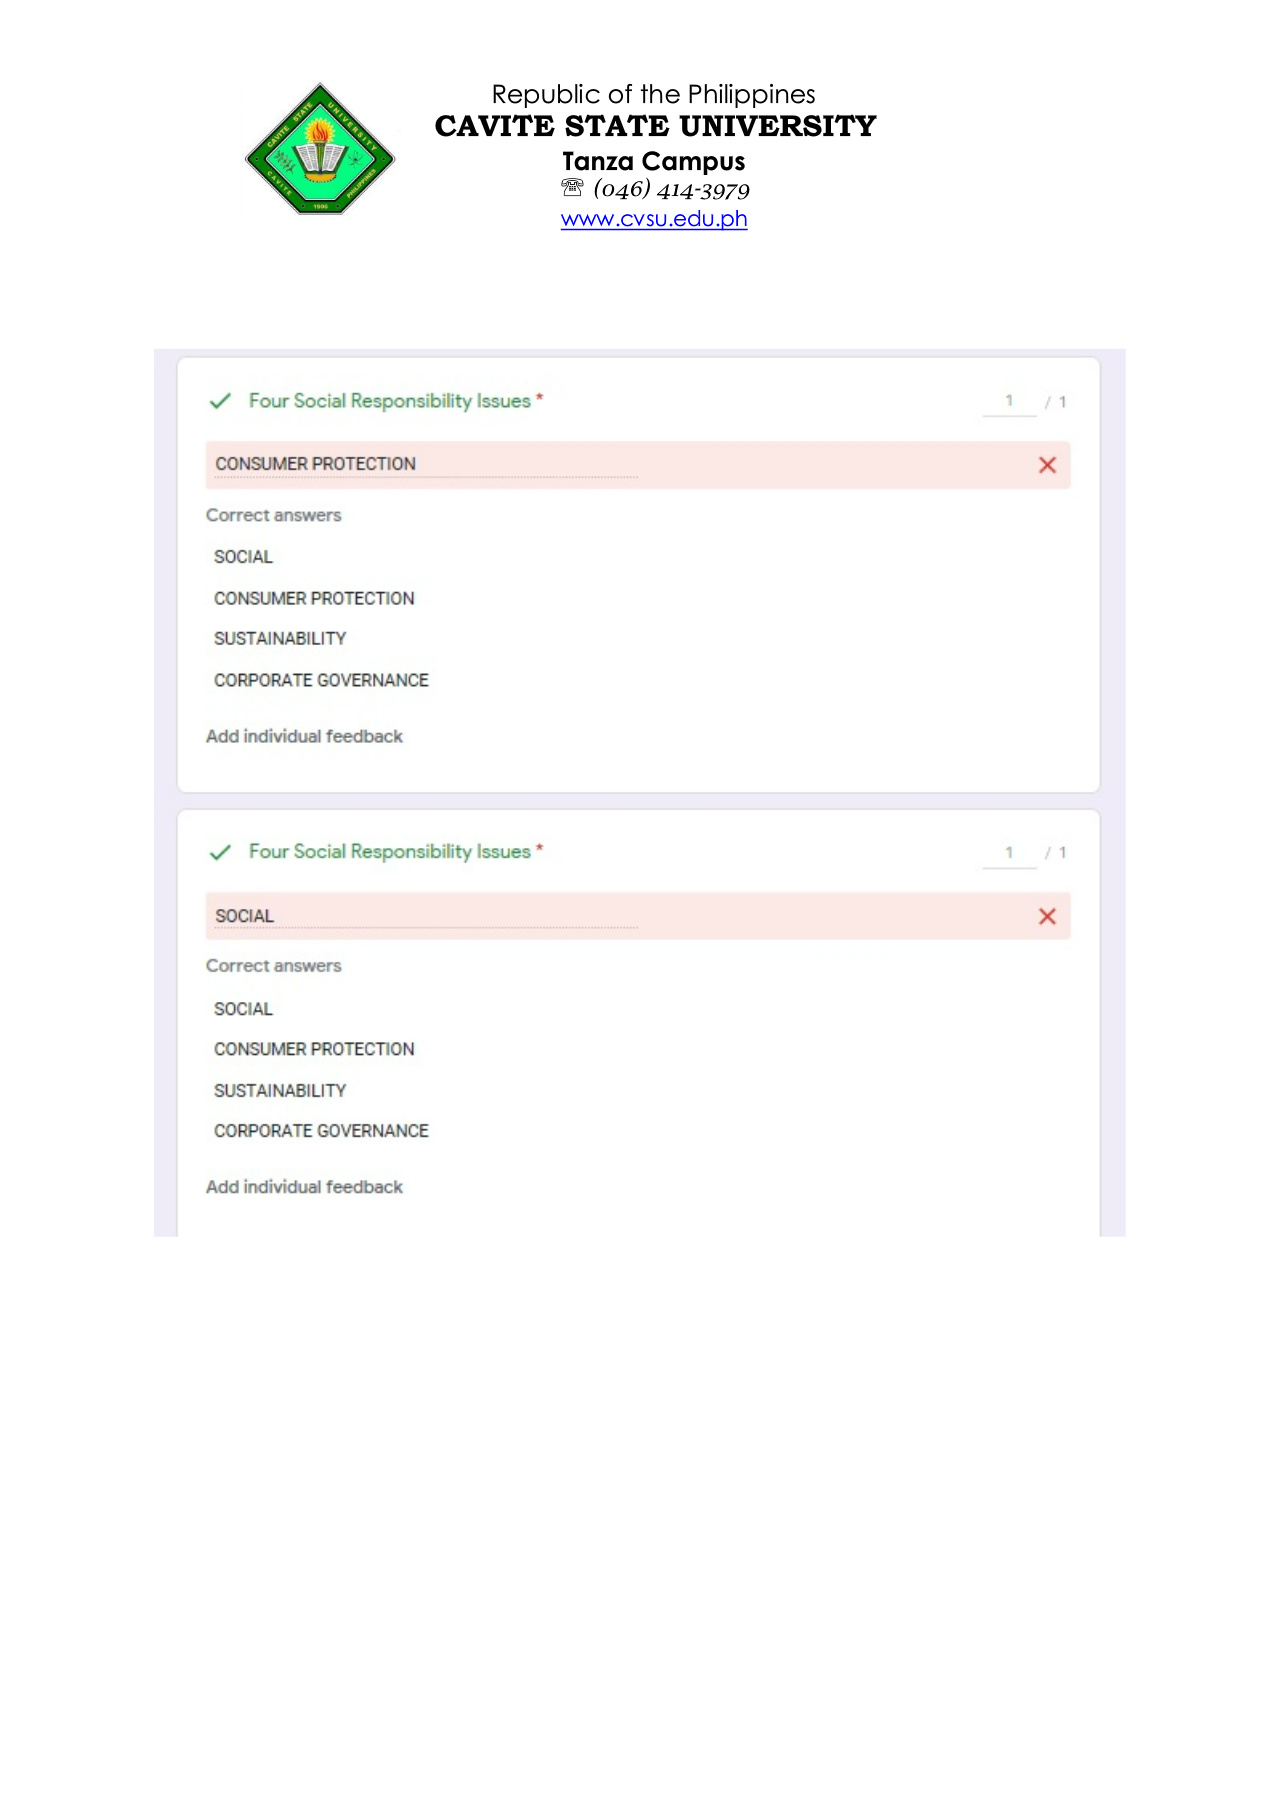 CAVITE STATE UNIVERSITY
CAVITE PHILIPPINES
1906
Republic of the Philippines
CAVITE STATE UNIVERSITY
Tanza Campus
☏ (046) 414-3979
www.cvsu.edu.ph
✓ Four Social Responsibility Issues * 1 / 1
CONSUMER PROTECTION
Correct answers
SOCIAL
CONSUMER PROTECTION
SUSTAINABILITY
CORPORATE GOVERNANCE
Add individual feedback
✓ Four Social Responsibility Issues * 1 / 1
SOCIAL
Correct answers
SOCIAL
CONSUMER PROTECTION
SUSTAINABILITY
CORPORATE GOVERNANCE
Add individual feedback